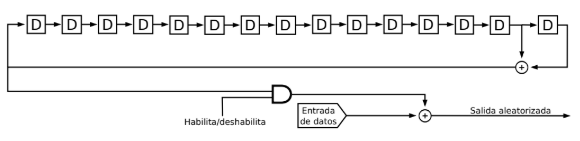 D D D D D D D D D D D D D D D
+
Habilita/deshabilita
Entrada
de datos
+
Salida aleatorizada